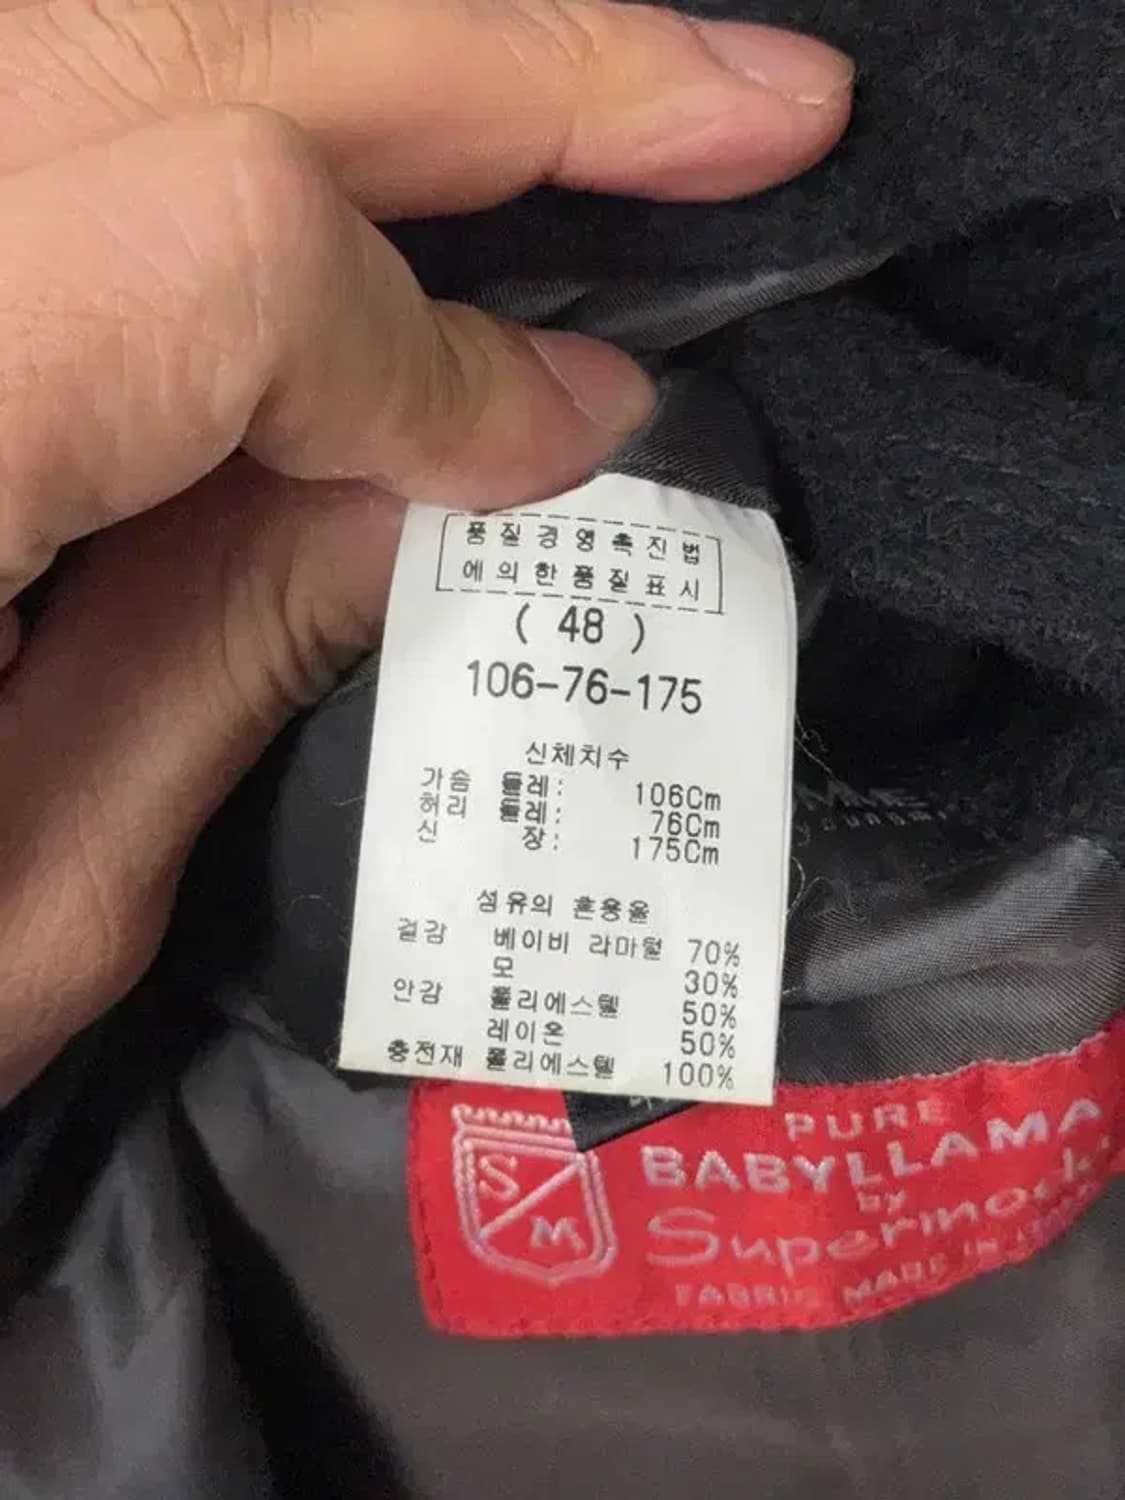 품질경영촉진법
에의한품질표시
( 48 )
106-76-175
신체치수
가슴 둘레: 106Cm
허리 둘레: 76Cm
신 장: 175Cm
섬유의 혼용율
겉감 베이비 라마털 70%
모 30%
안감 폴리에스텔 50%
레이온 50%
충전재 폴리에스텔 100%
PURE
BABYLLAMA
by
S
M
FABRIC MADE IN